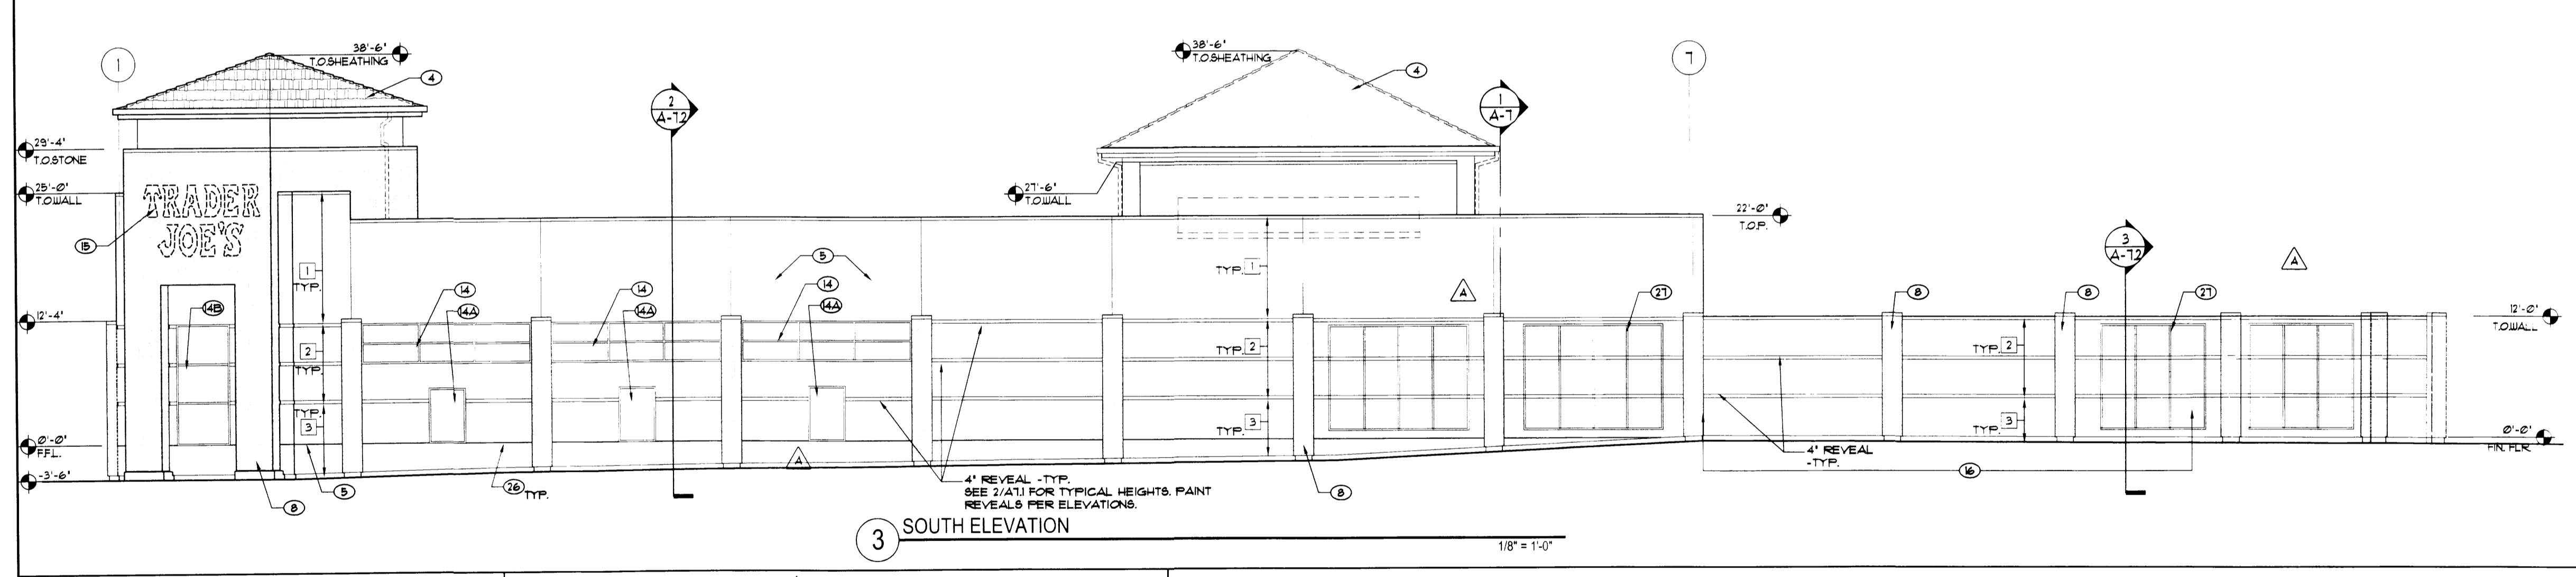 1
38'-6"
T.O.SHEATHING
4
29'-4"
T.O.STONE
25'-0"
T.O.WALL
TRADER
JOE'S
15
1
TYP.
14B
12'-4"
2
TYP.
TYP.
3
0'-0"
F.F.L.
-3'-6"
8
5
14
14A
26 TYP.
2
A-7.2
14
14A
5
14
14A
A
38'-6"
T.O.SHEATHING
4
27'-6"
T.O.WALL
1
A-7
7
22'-0"
T.O.P.
TYP. 1
A
27
TYP. 2
TYP. 3
8
4" REVEAL -TYP.
SEE 2/A7.1 FOR TYPICAL HEIGHTS. PAINT
REVEALS PER ELEVATIONS.
3
A-7.2
8
8
27
A
TYP. 2
TYP. 3
12'-0"
T.O.WALL
0'-0"
FIN. FLR.
4" REVEAL
-TYP.
16
3
SOUTH ELEVATION
1/8" = 1'-0"